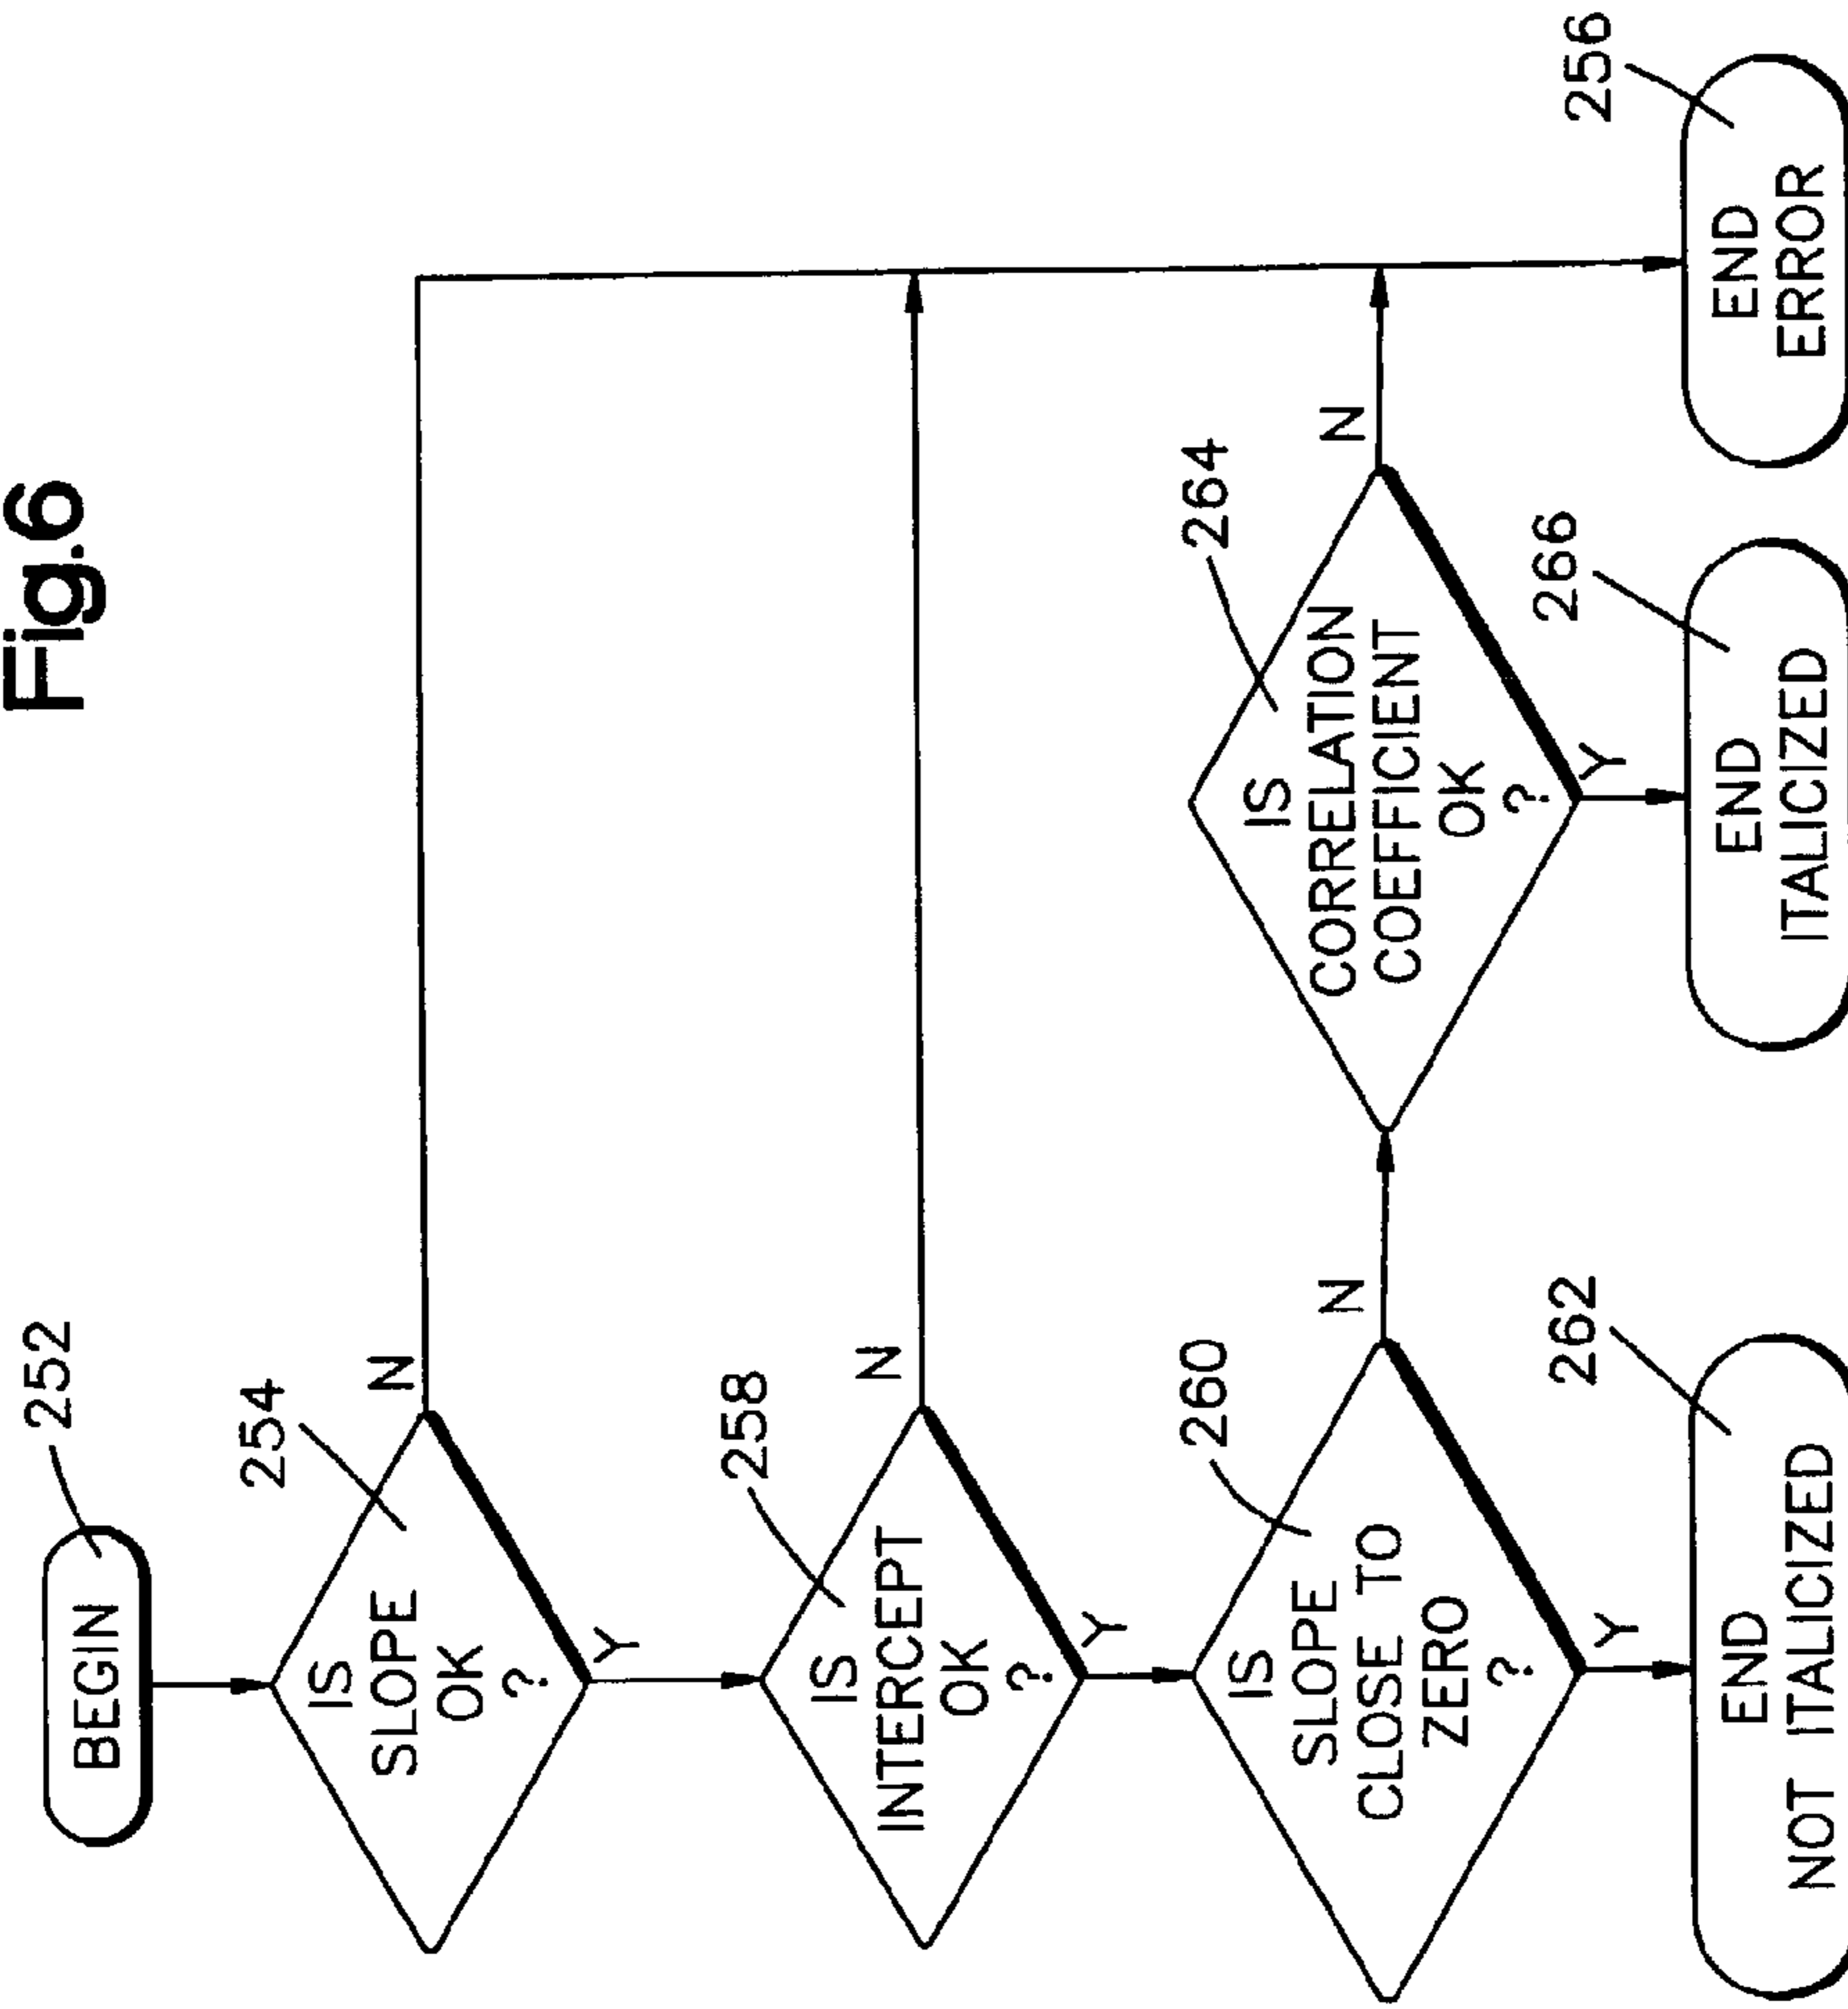 Fig.6
252
BEGIN
254
IS
SLOPE
OK
?
N
Y
258
IS
INTERCEPT
OK
?
N
Y
260
IS
SLOPE
CLOSE TO
ZERO
?
N
Y
264
IS
CORRELATION
COEFFICIENT
OK
?
N
Y
262
END
NOT ITALICIZED
266
END
ITALICIZED
256
END
ERROR